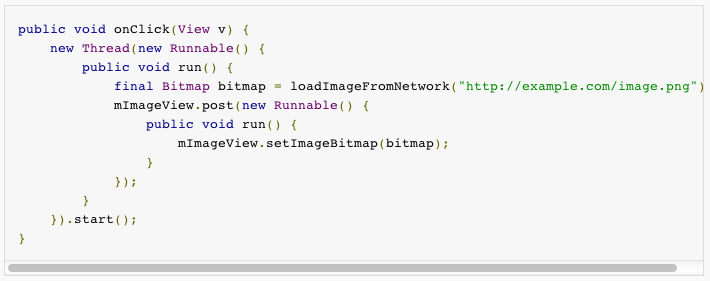 public void onClick(View v) {
    new Thread(new Runnable() {
        public void run() {
            final Bitmap bitmap = loadImageFromNetwork("http://example.com/image.png")
            mImageView.post(new Runnable() {
                public void run() {
                    mImageView.setImageBitmap(bitmap);
                }
            });
        }
    }).start();
}